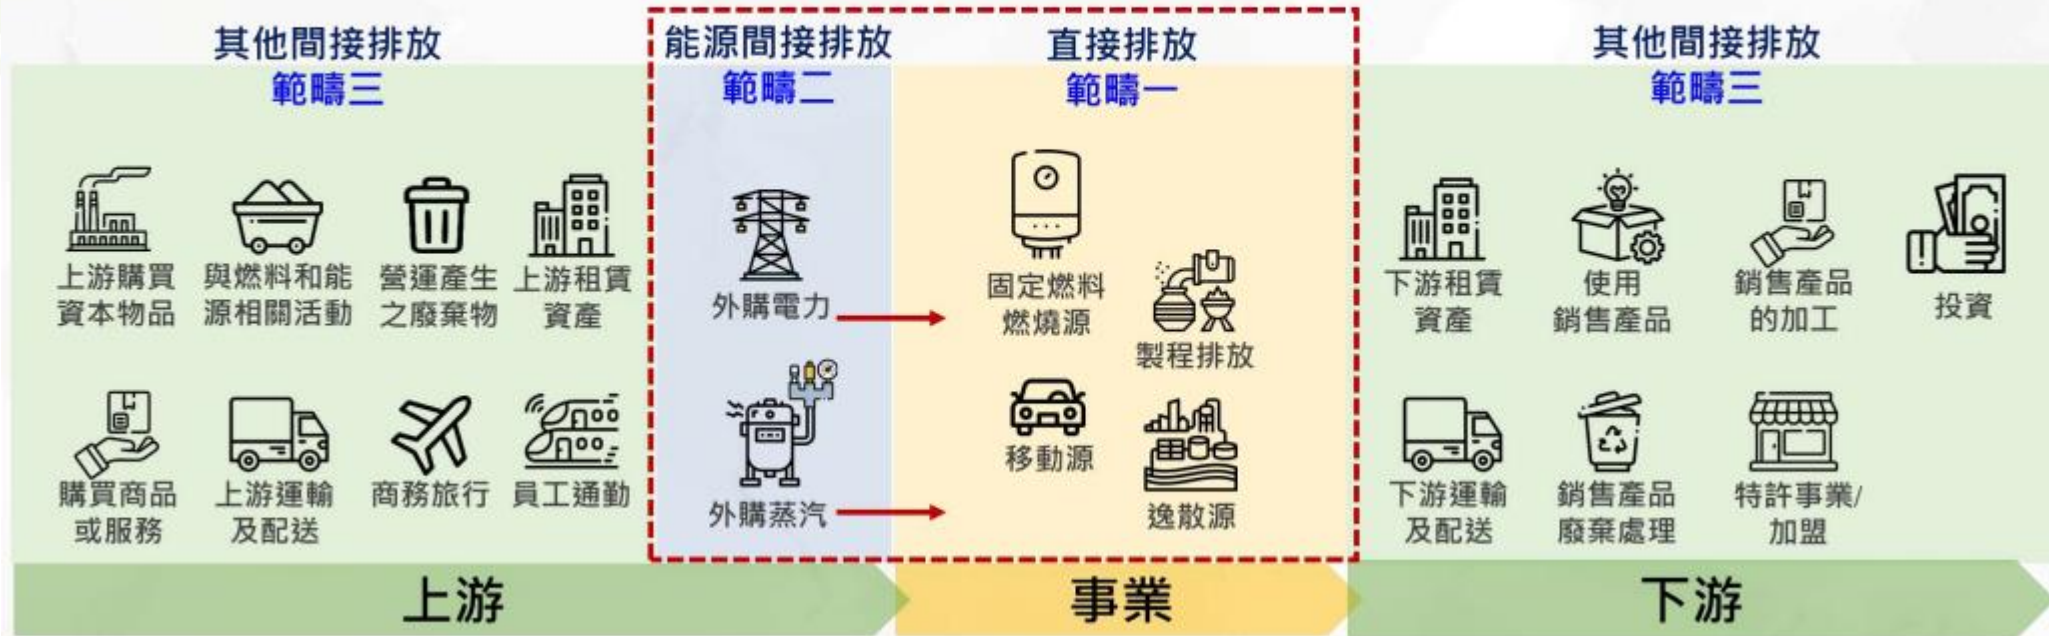 其他間接排放
範疇三
上游購買
資本物品
與燃料和能
源相關活動
營運產生
之廢棄物
上游租賃
資產
購買商品
或服務
上游運輸
及配送
商務旅行
員工通勤
能源間接排放
範疇二
外購電力
外購蒸汽
直接排放
範疇一
固定燃料
燃燒源
製程排放
移動源
逸散源
其他間接排放
範疇三
下游租賃
資產
使用
銷售產品
銷售產品
的加工
投資
下游運輸
及配送
銷售產品
廢棄處理
特許事業/
加盟
上游
事業
下游